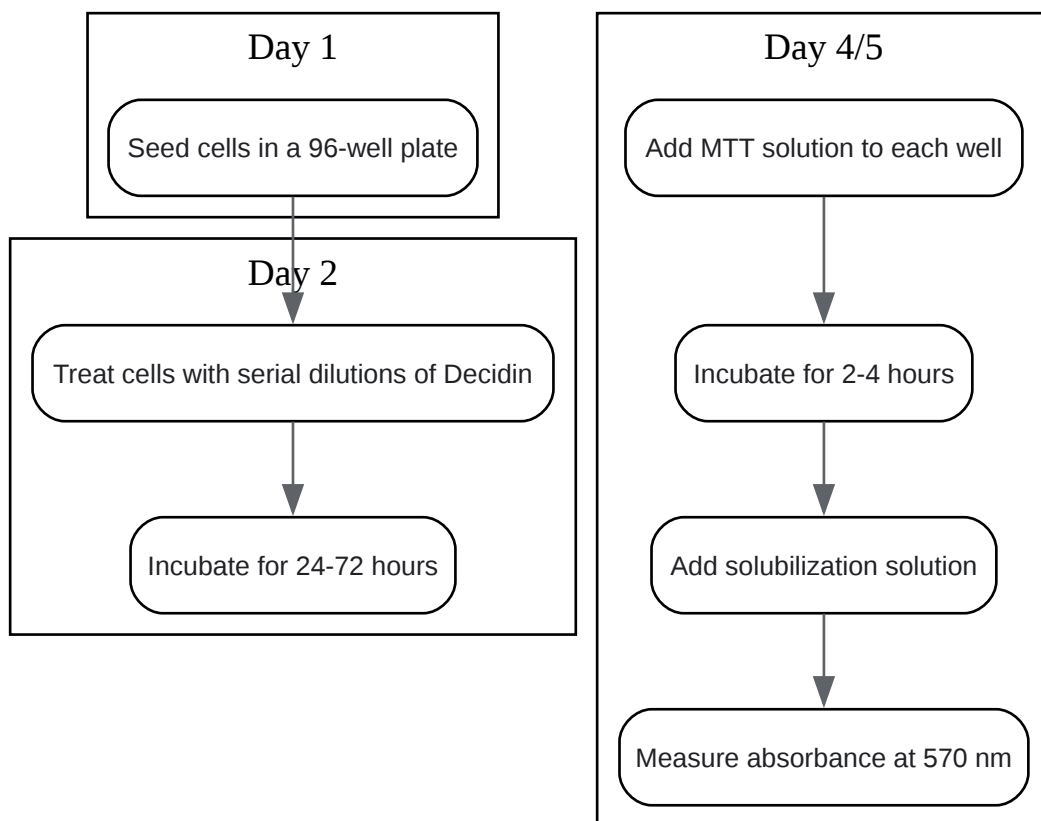 Day 1
Seed cells in a 96-well plate
Day 2
Treat cells with serial dilutions of Decidin
Incubate for 24-72 hours
Day 4/5
Add MTT solution to each well
Incubate for 2-4 hours
Add solubilization solution
Measure absorbance at 570 nm